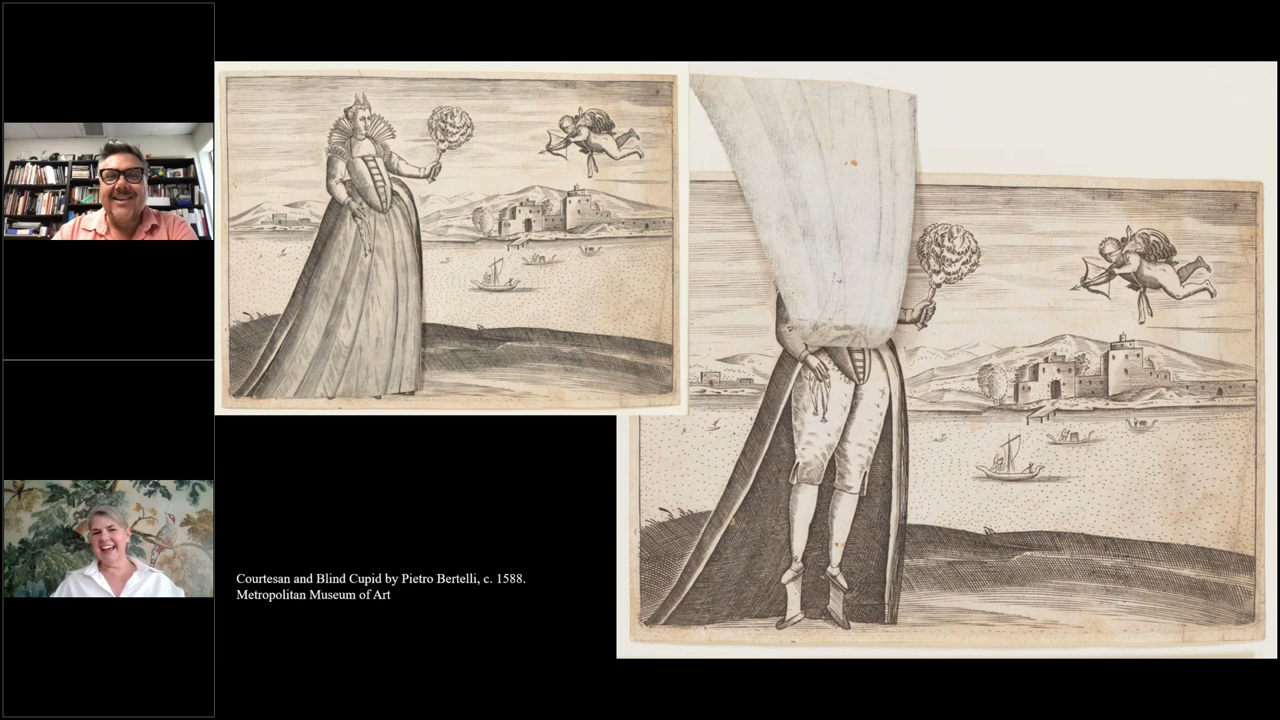 Courtesan and Blind Cupid by Pietro Bertelli, c. 1588.
Metropolitan Museum of Art